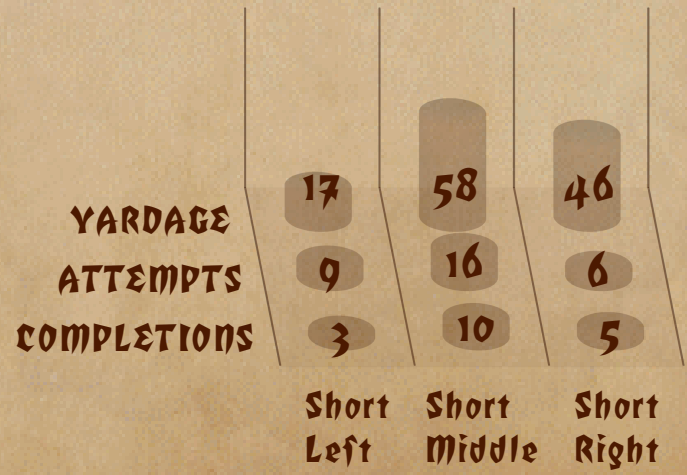 17 58 46
YARDAGE
9 16 6
ATTEMPTS
3 10 5
COMPLETIONS
Short Short Short
Left Middle Right